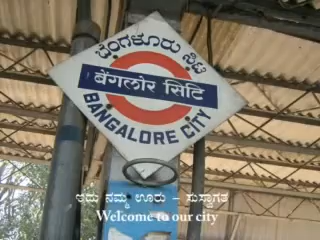 ಬೆಂಗಳೂರು ಸಿಟಿ
बेंगलोर सिटि
BANGALORE CITY
ಇದು ನಮ್ಮ ಊರು - ಸುಸ್ವಾಗತ
Welcome to our city